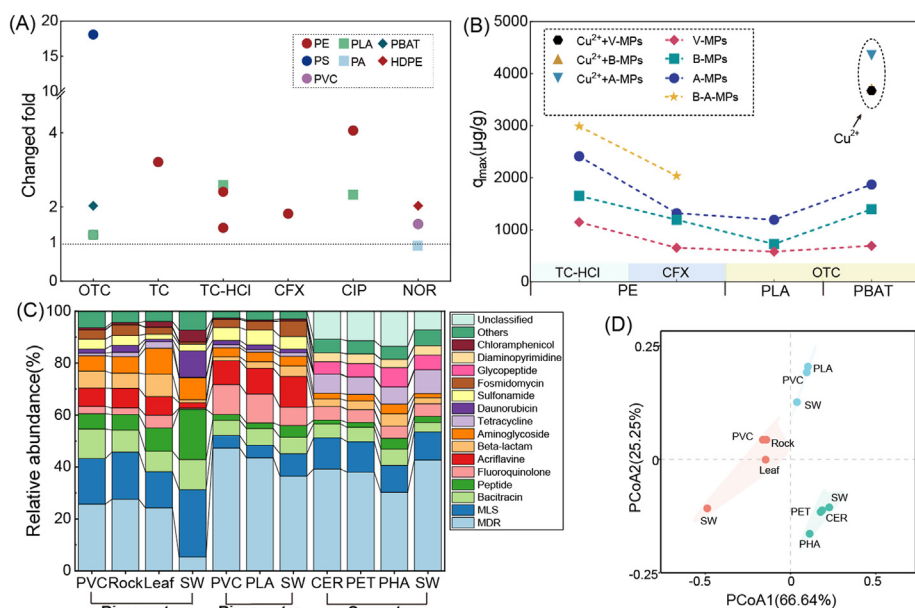 (A)
Changed fold
20
15
10
4
2
1
0
PE
PLA
PBAT
PS
PA
HDPE
PVC
OTC TC TC-HCl CFX CIP NOR
(B)
qmax(μg/g)
5000
4000
3000
2000
1000
0
Cu2++V-MPs
Cu2++B-MPs
Cu2++A-MPs
V-MPs
B-MPs
A-MPs
B-A-MPs
Cu2+
TC-HCl CFX OTC
PE PLA PBAT
(C)
Relative abundance(%)
100
80
60
40
20
0
Unclassified
Others
Chloramphenicol
Diaminopyrimidine
Glycopeptide
Fosmidomycin
Sulfonamide
Daunorubicin
Tetracycline
Aminoglycoside
Beta-lactam
Acriflavine
Fluoroquinolone
Peptide
Bacitracin
MLS
MDR
PVC Rock Leaf SW PVC PLA SW CER PET PHA SW
(D)
PCoA2(25.25%)
0.25
0
-0.25
PLA
PVC
SW
PVC
Rock
Leaf
SW
SW
PET
CER
PHA
-0.5 0 0.5
PCoA1(66.64%)